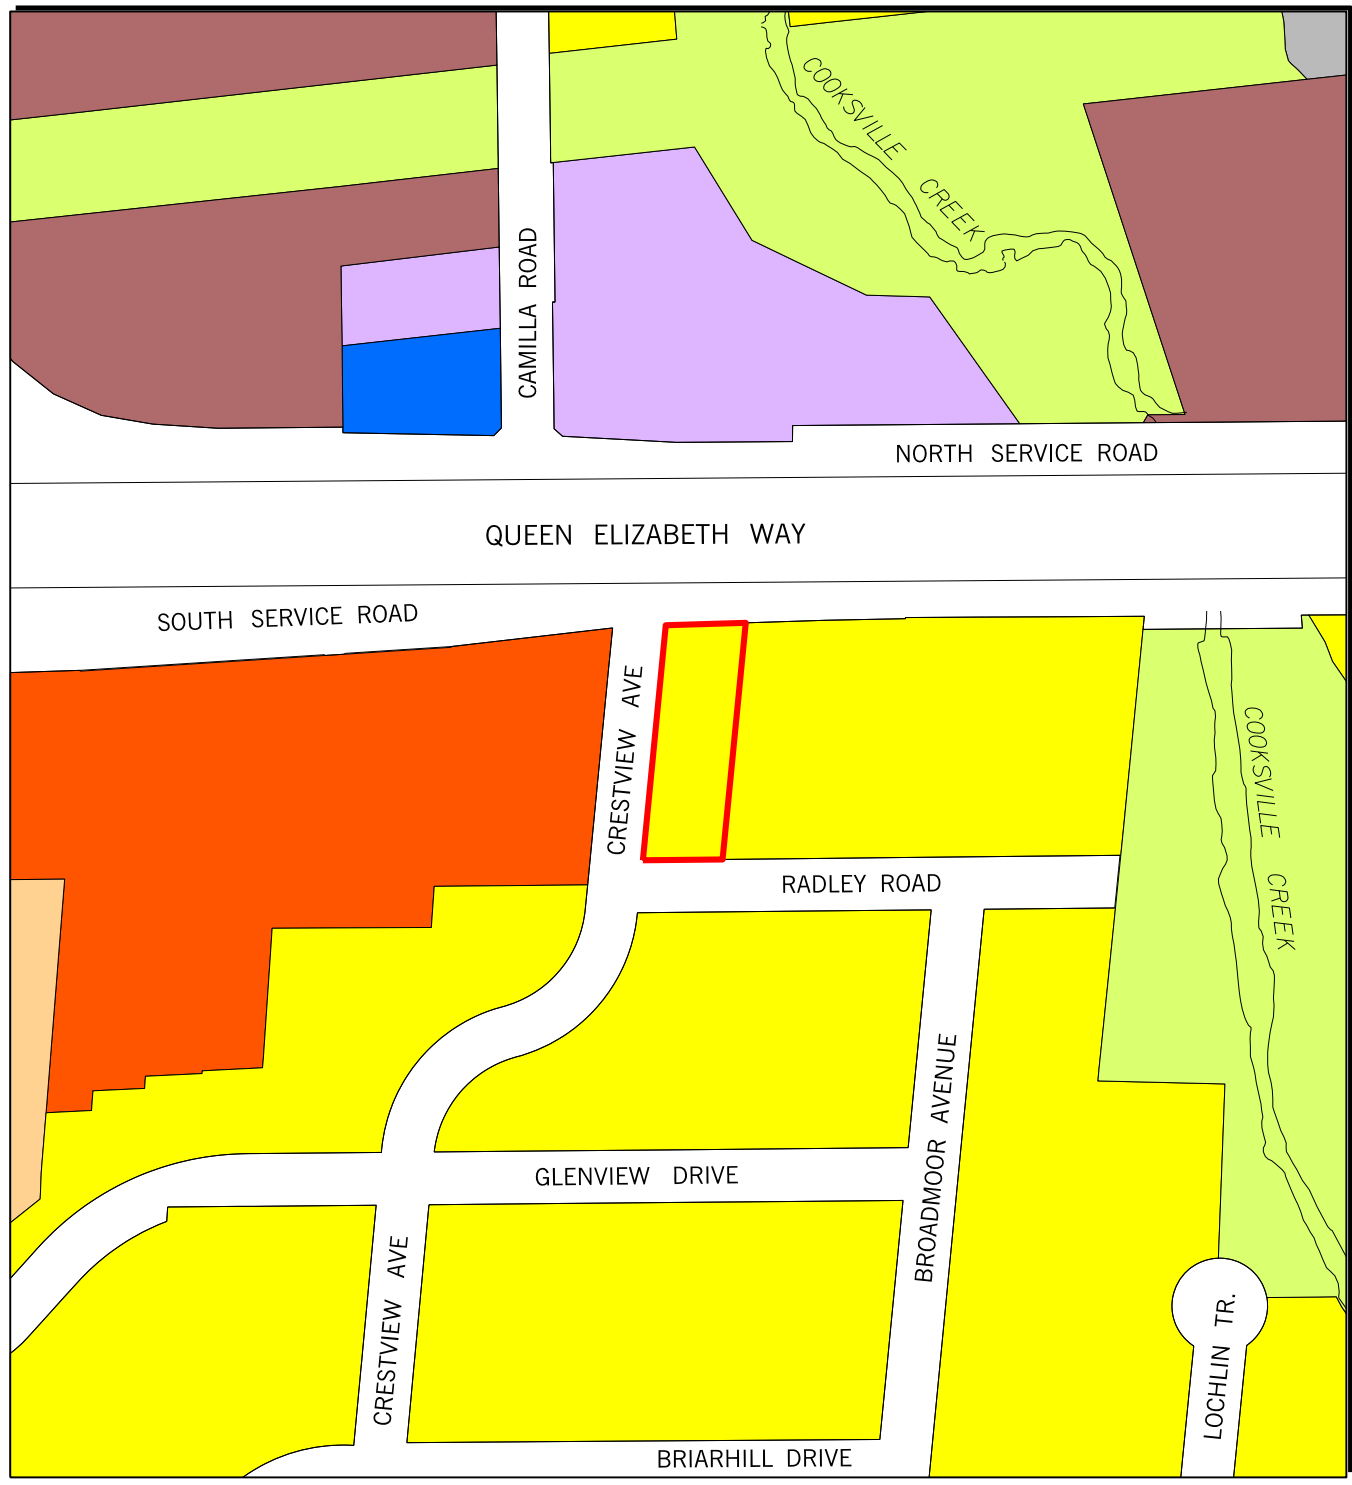 COOKSVILLE CREEK
CAMILLA ROAD
NORTH SERVICE ROAD
QUEEN ELIZABETH WAY
SOUTH SERVICE ROAD
CRESTVIEW AVE
COOKSVILLE CREEK
RADLEY ROAD
BROADMOOR AVENUE
GLENVIEW DRIVE
CRESTVIEW AVE
LOCHLIN TR.
BRIARHILL DRIVE